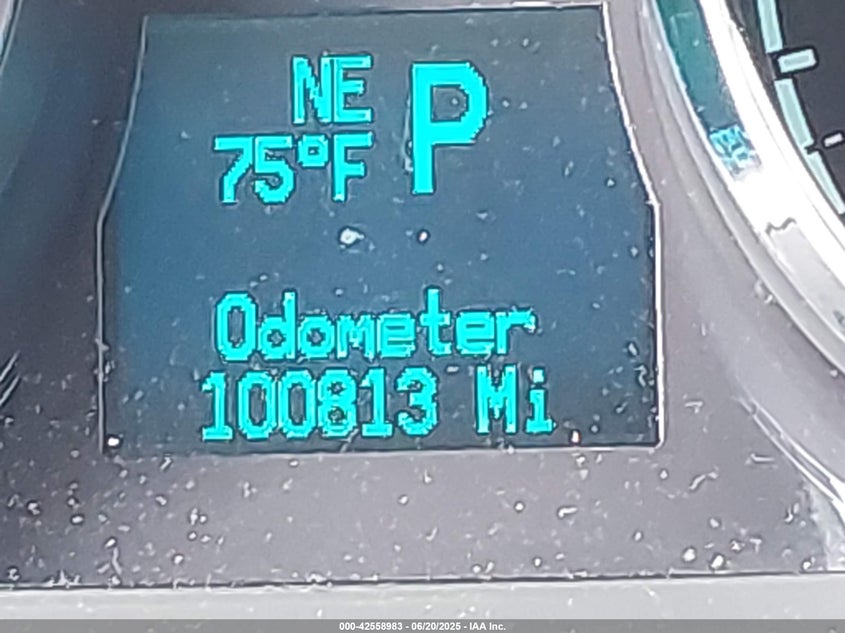 NE P
75°F
Odometer
100813 Mi
000-42558983 - 06/20/2025 - IAA Inc.